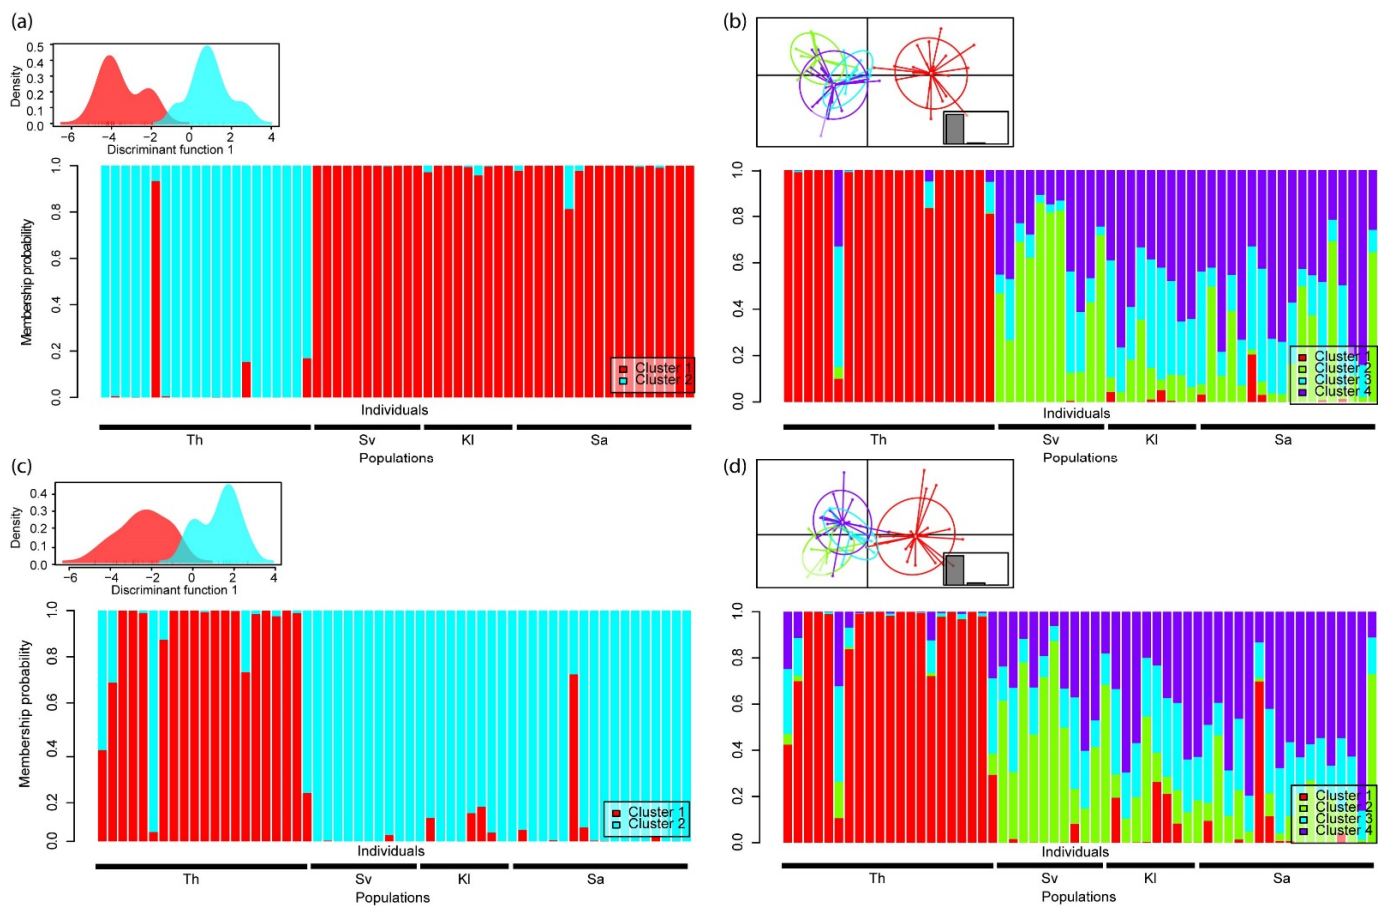 (a)
0.5
0.4
0.3
0.2
0.1
0.0
Density
−6 −4 −2 0 2 4
Discriminant function 1
1.0
0.8
0.6
0.4
0.2
0.0
Membership probability
Cluster 1
Cluster 2
Individuals
Th Sv Kl Sa
Populations
(b)
1.0
0.8
0.6
0.4
0.2
0.0
Cluster 1
Cluster 2
Cluster 3
Cluster 4
Individuals
Th Sv Kl Sa
Populations
(c)
0.4
0.3
0.2
0.1
0.0
Density
−6 −4 −2 0 2 4
Discriminant function 1
1.0
0.8
0.6
0.4
0.2
0.0
Membership probability
Cluster 1
Cluster 2
Individuals
Th Sv Kl Sa
Populations
(d)
1.0
0.8
0.6
0.4
0.2
0.0
Cluster 1
Cluster 2
Cluster 3
Cluster 4
Individuals
Th Sv Kl Sa
Populations